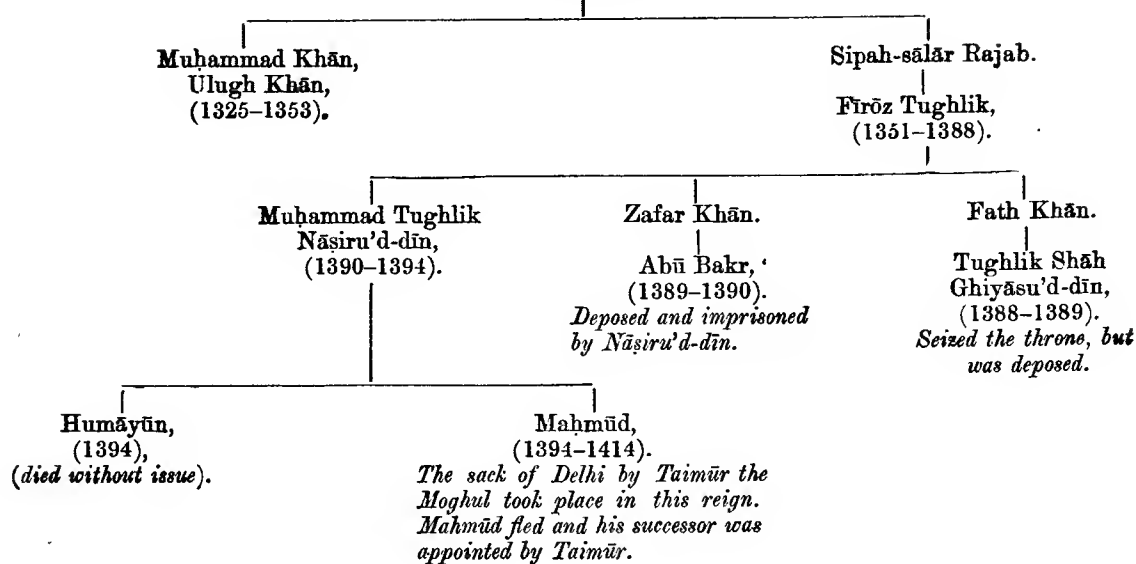 Muḥammad Khān,
Ulugh Khān,
(1325–1353).
Sipah-sālār Rajab.
Fīrōz Tughlik,
(1351–1388).
Muḥammad Tughlik
Nāṣiru’d-dīn,
(1390–1394).
Zafar Khān.
Abū Bakr,
(1389–1390).
Deposed and imprisoned
by Nāṣiru’d-dīn.
Fath Khān.
Tughlik Shāh
Ghiyāsu’d-dīn,
(1388–1389).
Seized the throne, but
was deposed.
Humāyūn,
(1394),
(died without issue).
Maḥmūd,
(1394–1414).
The sack of Delhi by Taimūr the
Moghul took place in this reign.
Mahmūd fled and his successor was
appointed by Taimūr.